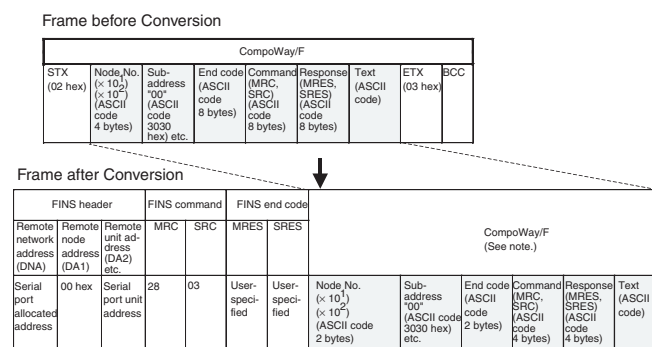 Frame before Conversion
CompoWay/F
STX (02 hex)
Node No. (× 10¹) (× 10²) (ASCII code 4 bytes)
Sub-address "00" (ASCII code 3030 hex) etc.
End code (ASCII code 8 bytes)
Command (MRC, SRC) (ASCII code 8 bytes)
Response (MRES, SRES) (ASCII code 8 bytes)
Text (ASCII code)
ETX (03 hex)
BCC
Frame after Conversion
FINS header
FINS command
FINS end code
CompoWay/F (See note.)
Remote network address (DNA)
Remote node address (DA1)
Remote unit ad-dress (DA2) etc.
MRC
SRC
MRES
SRES
Serial port allocated address
00 hex
Serial port unit address
28
03
User-speci-fied
User-speci-fied
Node No. (× 10¹) (× 10²) (ASCII code 2 bytes)
Sub-address "00" (ASCII code 3030 hex) etc.
End code (ASCII code 2 bytes)
Command (MRC, SRC) (ASCII code 4 bytes)
Response (MRES, SRES) (ASCII code 4 bytes)
Text (ASCII code)